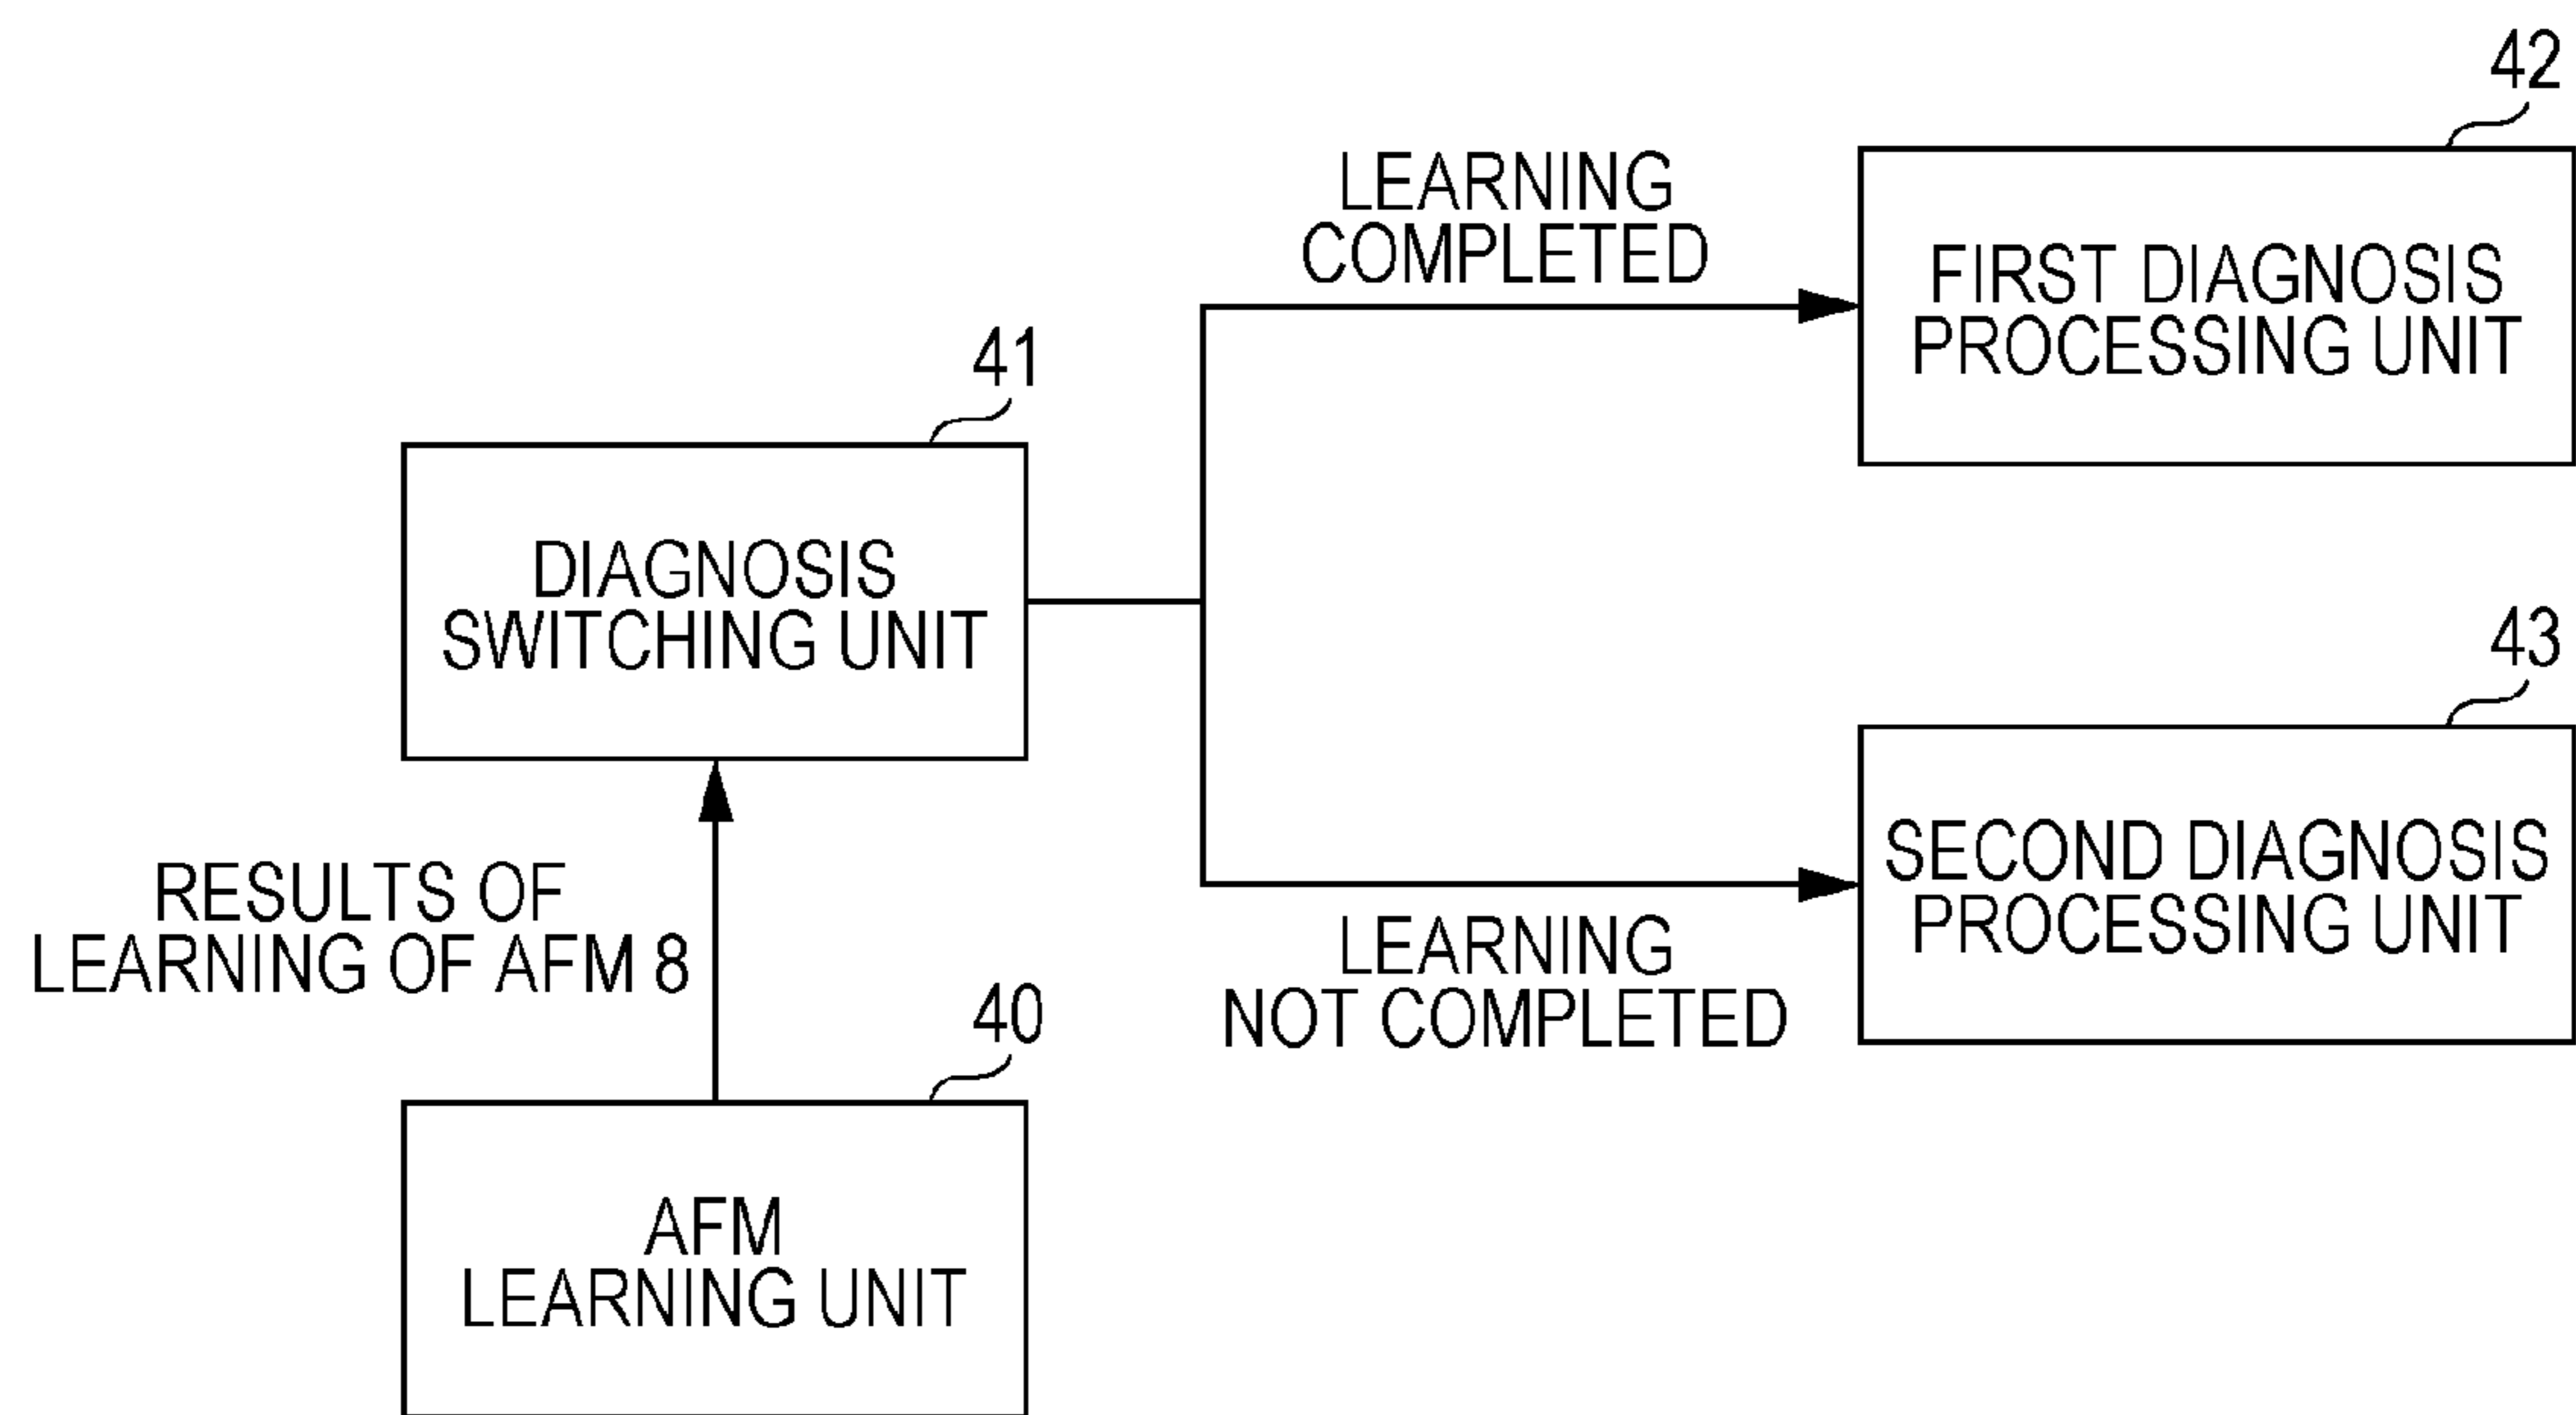 42
LEARNING
COMPLETED
FIRST DIAGNOSIS
PROCESSING UNIT
41
DIAGNOSIS
SWITCHING UNIT
43
SECOND DIAGNOSIS
PROCESSING UNIT
LEARNING
NOT COMPLETED
RESULTS OF
LEARNING OF AFM 8
40
AFM
LEARNING UNIT